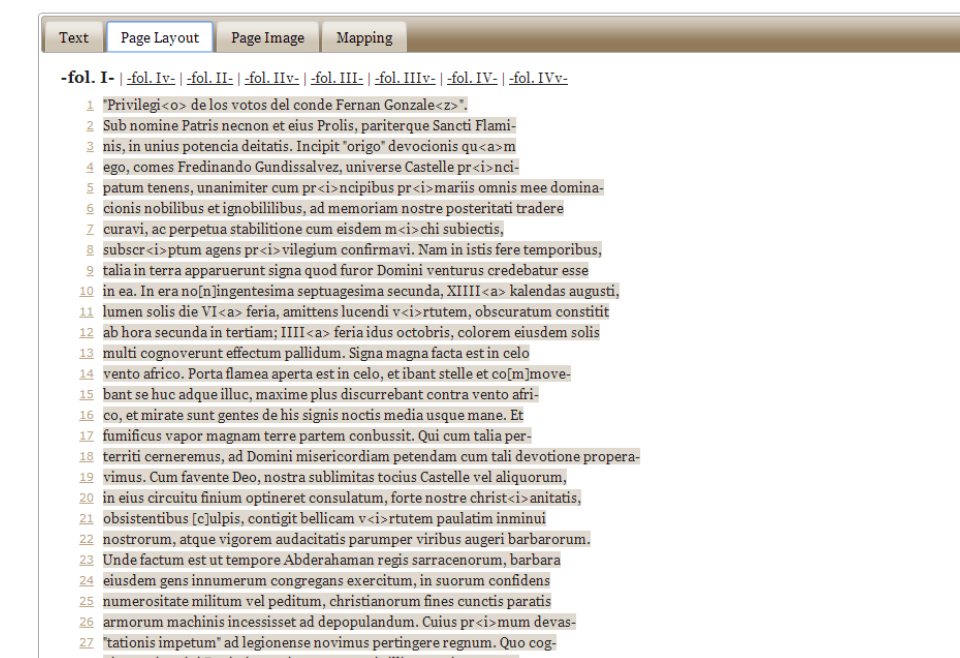 Text Page Layout Page Image Mapping
-fol. I- | -fol. Iv- | -fol. II- | -fol. IIv- | -fol. III- | -fol. IIIv- | -fol. IV- | -fol. IVv-
1 "Privilegi<o> de los votos del conde Fernan Gonzale<z>".
2 Sub nomine Patris necnon et eius Prolis, pariterque Sancti Flami-
3 nis, in unius potencia deitatis. Incipit "origo" devocionis qu<a>m
4 ego, comes Fredinando Gundissalvez, universe Castelle pr<i>nci-
5 patum tenens, unanimiter cum pr<i>ncipibus pr<i>mariis omnis mee domina-
6 cionis nobilibus et ignobililibus, ad memoriam nostre posteritati tradere
7 curavi, ac perpetua stabilitione cum eisdem m<i>chi subiectis,
8 subscr<i>ptum agens pr<i>vilegium confirmavi. Nam in istis fere temporibus,
9 talia in terra apparuerunt signa quod furor Domini venturus credebatur esse
10 in ea. In era no[n]ingentesima septuagesima secunda, XIIII<a> kalendas augusti,
11 lumen solis die VI<a> feria, amittens lucendi v<i>rtutem, obscuratum constitit
12 ab hora secunda in tertiam; IIII<a> feria idus octobris, colorem eiusdem solis
13 multi cognoverunt effectum pallidum. Signa magna facta est in celo
14 vento africo. Porta flamea aperta est in celo, et ibant stelle et co[m]move-
15 bant se huc adque illuc, maxime plus discurrebant contra vento afri-
16 co, et mirate sunt gentes de his signis noctis media usque mane. Et
17 fumificus vapor magnam terre partem conbussit. Qui cum talia per-
18 territi cerneremus, ad Domini misericordiam petendam cum tali devotione propera-
19 vimus. Cum favente Deo, nostra sublimitas tocius Castelle vel aliquorum,
20 in eius circuitu finium optineret consulatum, forte nostre christ<i>anitatis,
21 obsistentibus [c]ulpis, contigit bellicam v<i>rtutem paulatim inminui
22 nostrorum, atque vigorem audacitatis parumper viribus augeri barbarorum.
23 Unde factum est ut tempore Abderahaman regis sarracenorum, barbara
24 eiusdem gens innumerum congregans exercitum, in suorum confidens
25 numerositate militum vel peditum, christianorum fines cunctis paratis
26 armorum machinis incessisset ad depopulandum. Cuius pr<i>mum devas-
27 "tationis impetum" ad legionense novimus pertingere regnum. Quo cog-